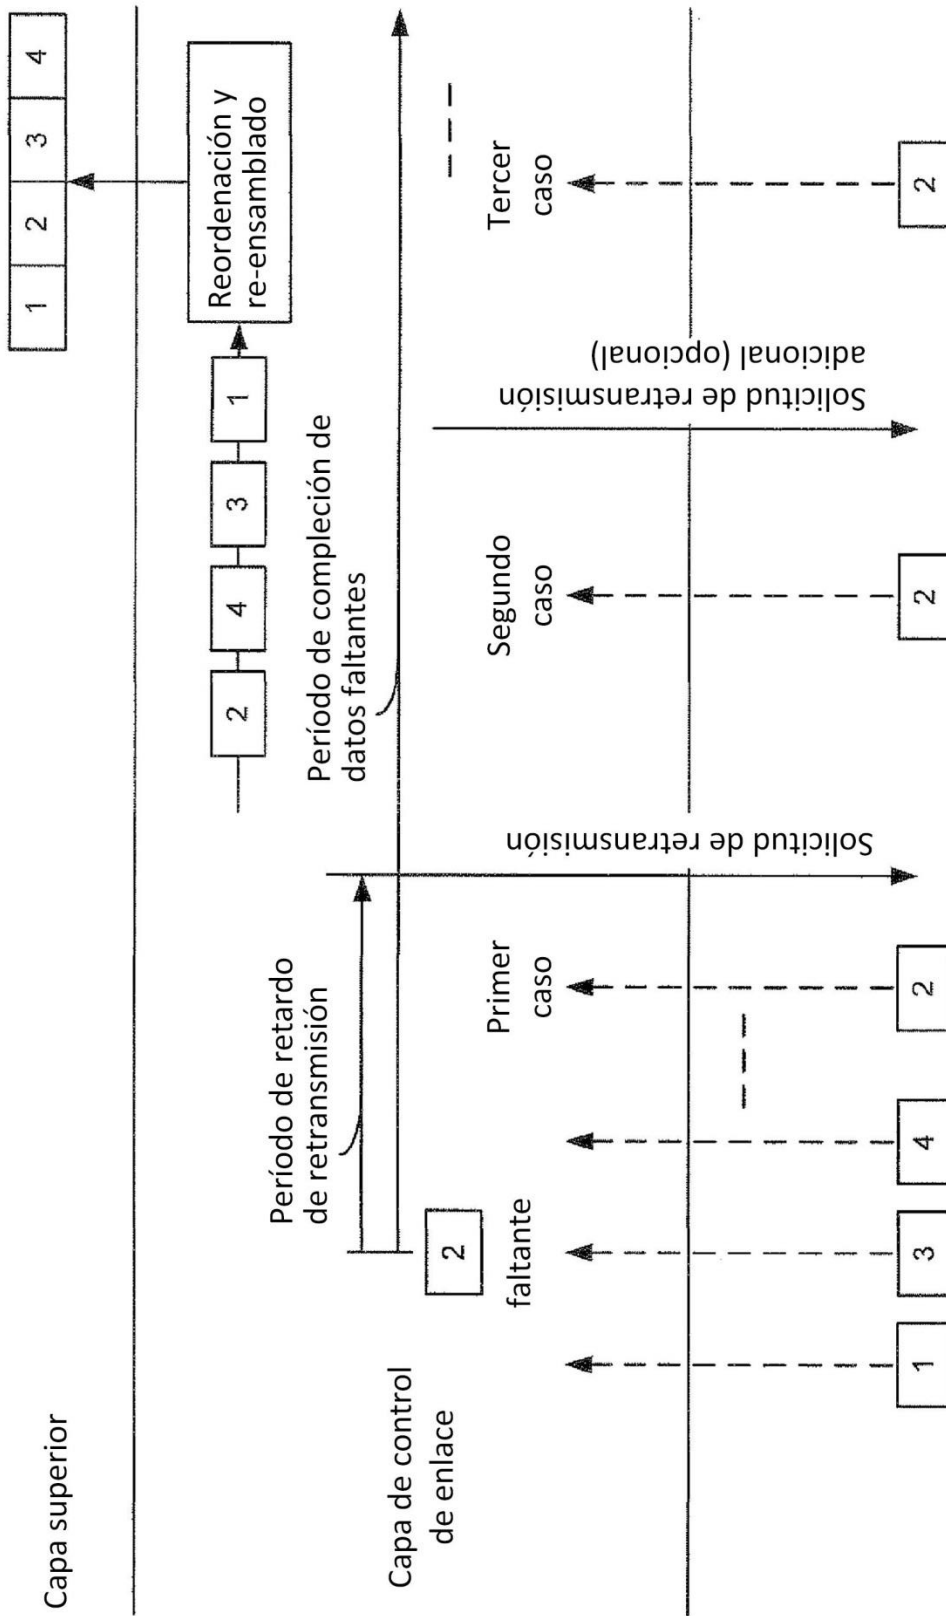 Capa superior
1 2 3 4
2 4 3 1
Reordenación y
re-ensamblado
Período de retardo
de retransmisión
Período de compleción de
datos faltantes
Capa de control
de enlace
2
faltante
Primer
caso
Segundo
caso
Tercer
caso
Solicitud de retransmisión
Solicitud de retransmisión
adicional (opcional)
1 3 4 2 2 2